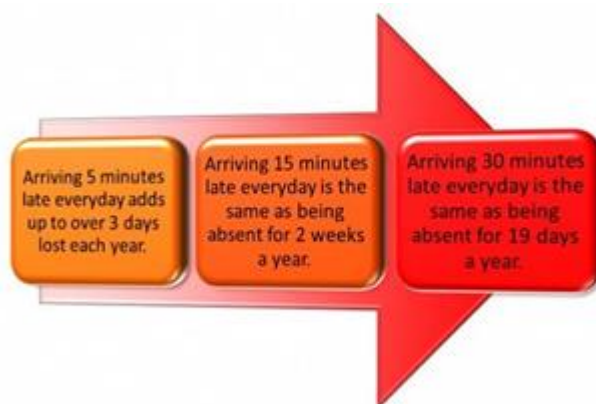 Arriving 5 minutes
late everyday adds
up to over 3 days
lost each year.
Arriving 15 minutes
late everyday is the
same as being
absent for 2 weeks
a year.
Arriving 30 minutes
late everyday is the
same as being
absent for 19 days
a year.